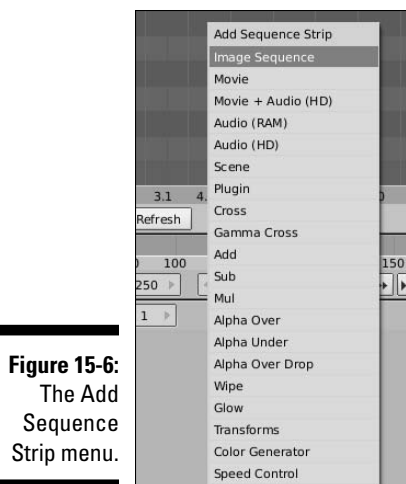 Add Sequence Strip
Image Sequence
Movie
Movie + Audio (HD)
Audio (RAM)
Audio (HD)
Scene
Plugin
Cross
Gamma Cross
Add
Sub
Mul
Alpha Over
Alpha Under
Alpha Over Drop
Wipe
Glow
Transforms
Color Generator
Speed Control
3.1
4.
Refresh
100
150
250
1
Figure 15-6:
The Add
Sequence
Strip menu.